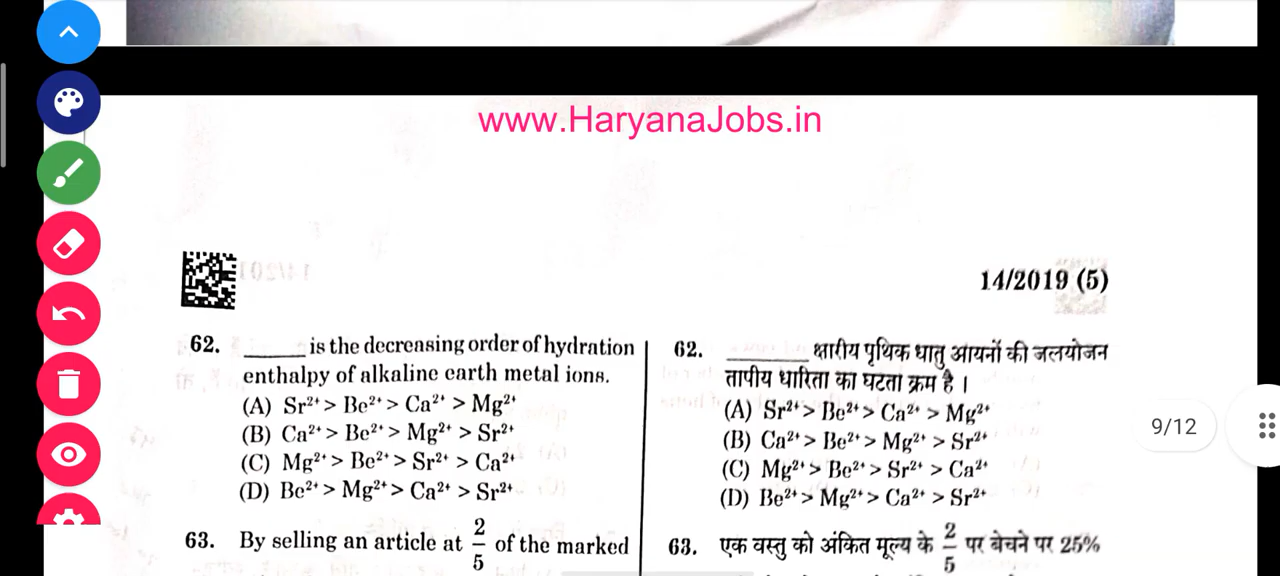 www.HaryanaJobs.in
14/2019 (5)
62. ______ is the decreasing order of hydration
enthalpy of alkaline earth metal ions.
(A) Sr²⁺ > Be²⁺ > Ca²⁺ > Mg²⁺
(B) Ca²⁺ > Be²⁺ > Mg²⁺ > Sr²⁺
(C) Mg²⁺ > Be²⁺ > Sr²⁺ > Ca²⁺
(D) Be²⁺ > Mg²⁺ > Ca²⁺ > Sr²⁺
63. By selling an article at 2/5 of the marked
62. ______ क्षारीय पृथिक धातु आयनों की जलयोजन
तापीय धारिता का घटता क्रम है ।
(A) Sr²⁺ > Be²⁺ > Ca²⁺ > Mg²⁺
(B) Ca²⁺ > Be²⁺ > Mg²⁺ > Sr²⁺
(C) Mg²⁺ > Be²⁺ > Sr²⁺ > Ca²⁺
(D) Be²⁺ > Mg²⁺ > Ca²⁺ > Sr²⁺
63. एक वस्तु को अंकित मूल्य के 2/5 पर बेचने पर 25%
9/12